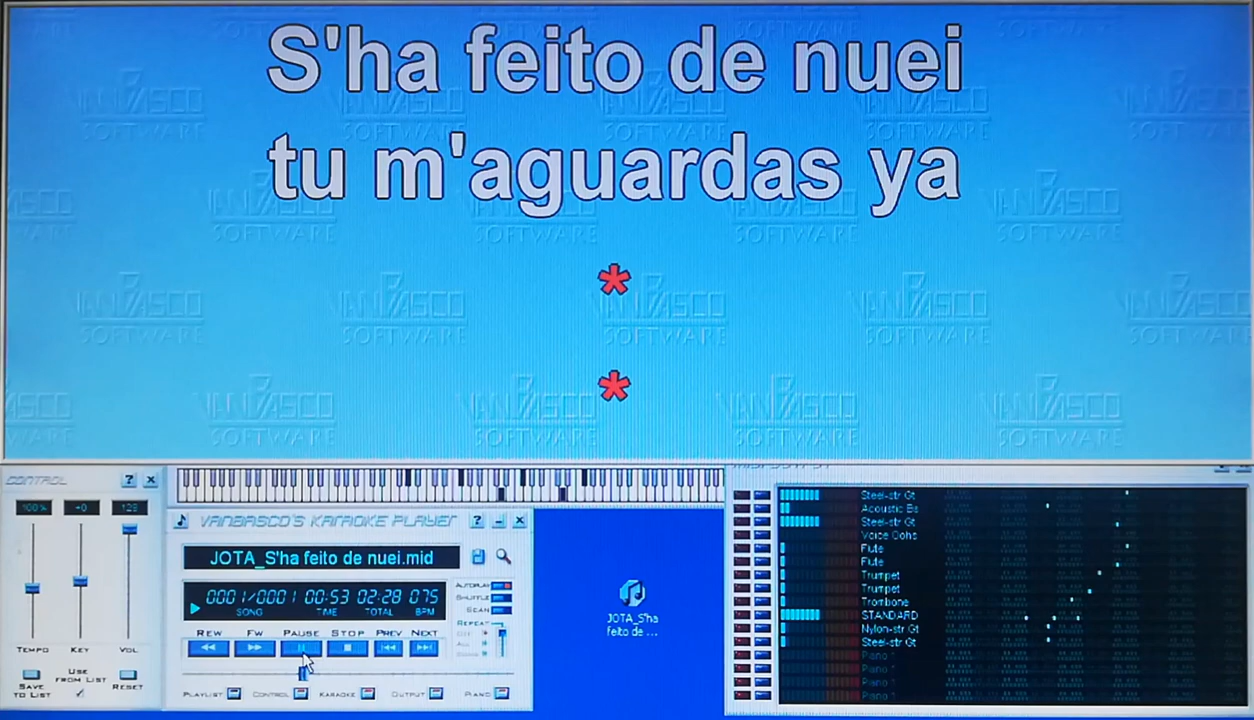 S'ha feito de nuei
tu m'aguardas ya
*
*
VANBASCO SOFTWARE
CONTROL ? ×
100% +0 128
TEMPO KEY VOL
SAVE TO LIST
USE FROM LIST
RESET
VANBASCO'S KARAOKE PLAYER ? – ×
JOTA_S'ha feito de nuei.mid
0001/0001 00:53 02:28 075
SONG TIME TOTAL BPM
AUTOPLAY
SHUFFLE
SCAN
REPEAT
REW FW PAUSE STOP PREV NEXT
PLAYLIST CONTROL KARAOKE OUTPUT PIANO
JOTA_S'ha
feito de ...
Steel-str Gt
Acoustic Bs
Steel-str Gt
Voice Oohs
Flute
Flute
Trumpet
Trumpet
Trombone
STANDARD
Nylon-str Gt
Steel-str Gt
Piano 1
Piano 1
Piano 1
Piano 1